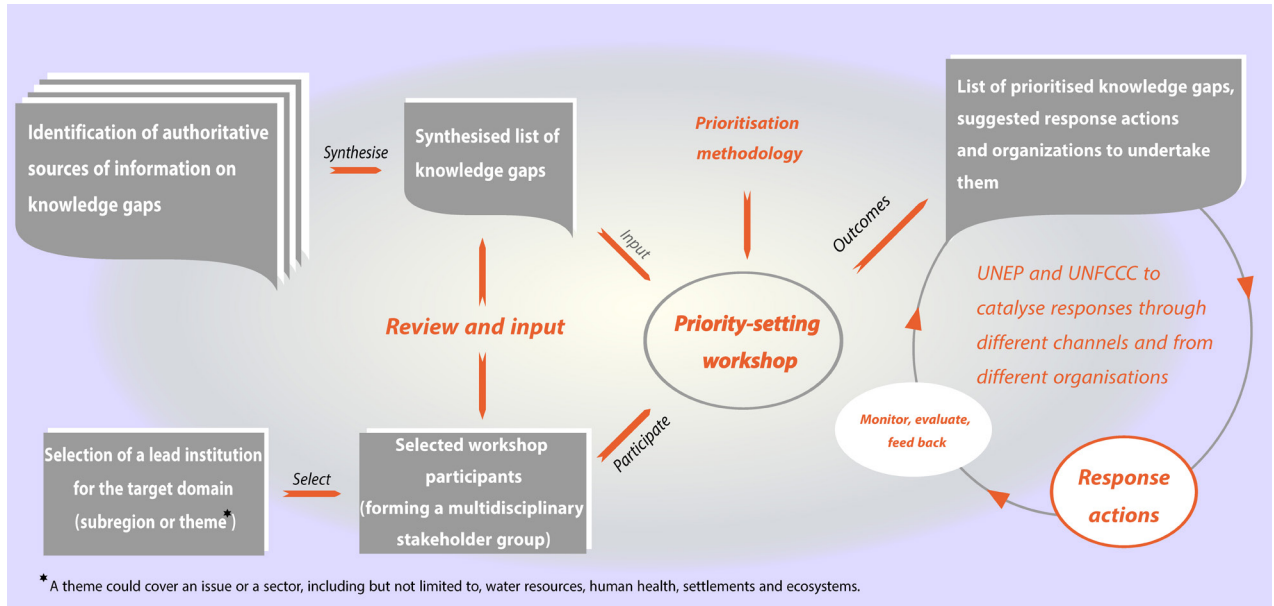 Identification of authoritative
sources of information on
knowledge gaps
Synthesise
Synthesised list of
knowledge gaps
Prioritisation
methodology
List of prioritised knowledge gaps,
suggested response actions
and organizations to undertake
them
Input
Outcomes
Review and input
Priority-setting
workshop
UNEP and UNFCCC to
catalyse responses through
different channels and from
different organisations
Monitor, evaluate,
feed back
Selection of a lead institution
for the target domain
(subregion or theme*)
Select
Selected workshop
participants
(forming a multidisciplinary
stakeholder group)
Participate
Response
actions
*A theme could cover an issue or a sector, including but not limited to, water resources, human health, settlements and ecosystems.